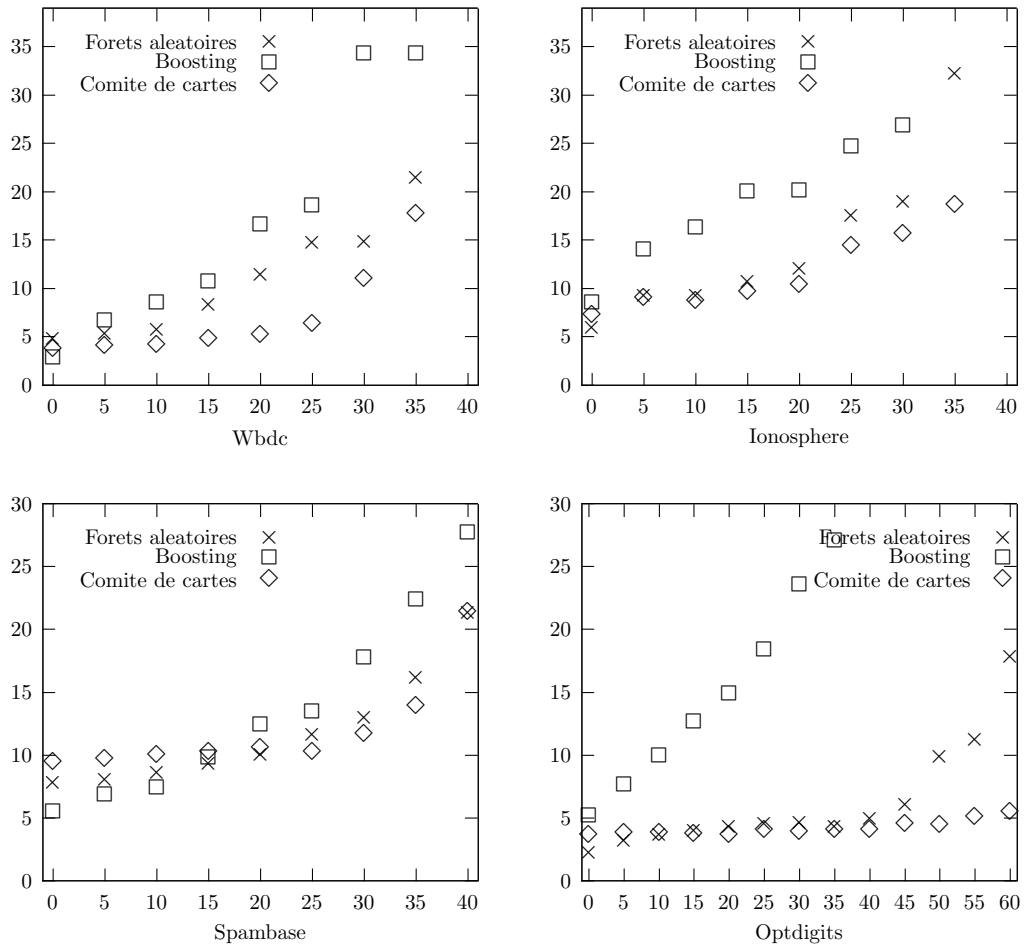 35
30
25
20
15
10
5
0
Forets aleatoires
Boosting
Comite de cartes
0 5 10 15 20 25 30 35 40
Wbdc
35
30
25
20
15
10
5
0
Forets aleatoires
Boosting
Comite de cartes
0 5 10 15 20 25 30 35 40
Ionosphere
30
25
20
15
10
5
0
Forets aleatoires
Boosting
Comite de cartes
0 5 10 15 20 25 30 35 40
Spambase
30
25
20
15
10
5
0
Forets aleatoires
Boosting
Comite de cartes
0 5 10 15 20 25 30 35 40 45 50 55 60
Optdigits